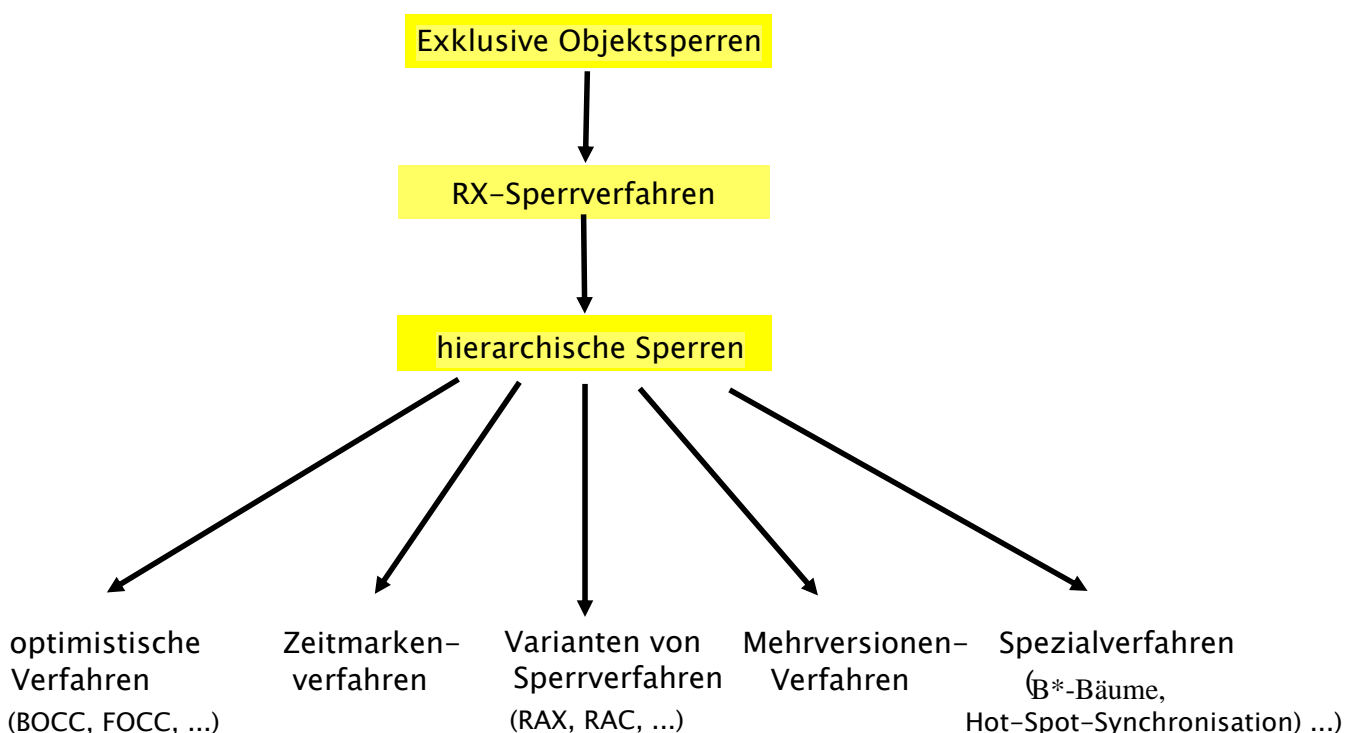 Exklusive Objektsperren
RX-Sperrverfahren
hierarchische Sperren
optimistische
Verfahren
(BOCC, FOCC, ...)
Zeitmarken-
verfahren
Varianten von
Sperrverfahren
(RAX, RAC, ...)
Mehrversionen-
Verfahren
Spezialverfahren
(B*-Bäume,
Hot-Spot-Synchronisation) ...)